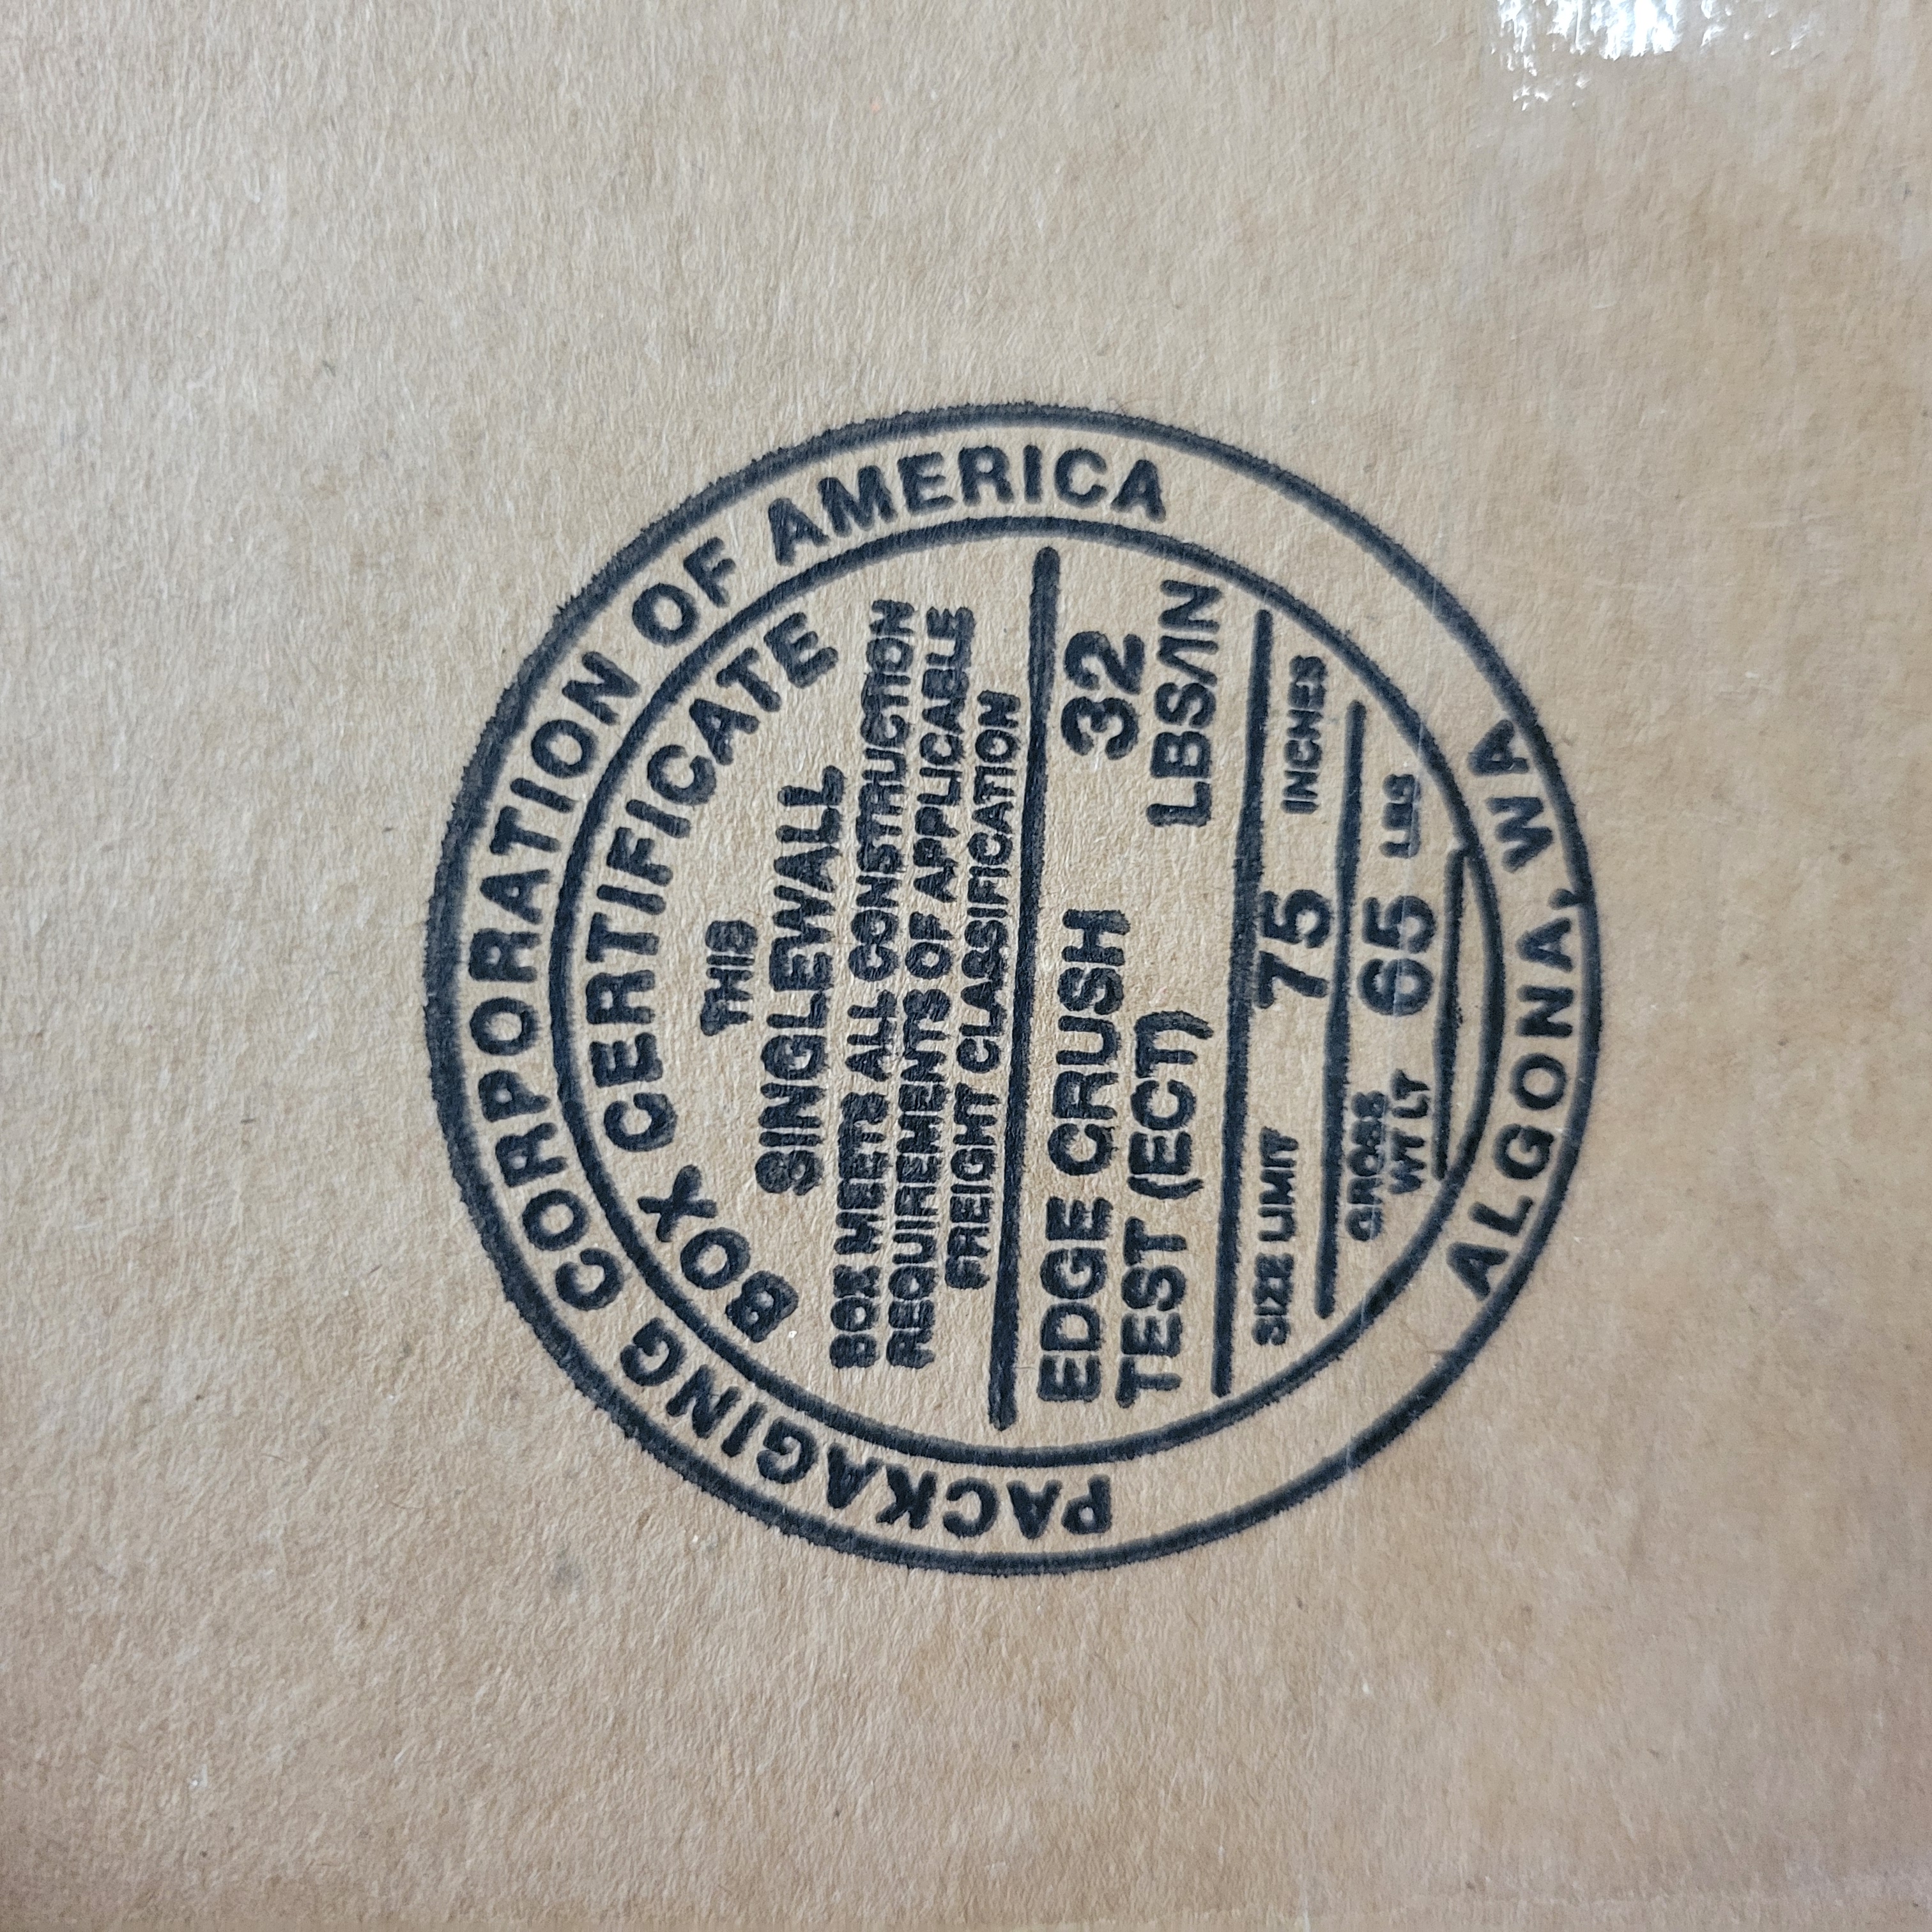 PACKAGING CORPORATION OF AMERICA
BOX CERTIFICATE
THIS
SINGLEWALL
BOX MEETS ALL CONSTRUCTION
REQUIREMENTS OF APPLICABLE
FREIGHT CLASSIFICATION
EDGE CRUSH
TEST (ECT)
32
LBS/IN
SIZE LIMIT 75 INCHES
GROSS
WT LT
65 LBS
ALGONA, WA